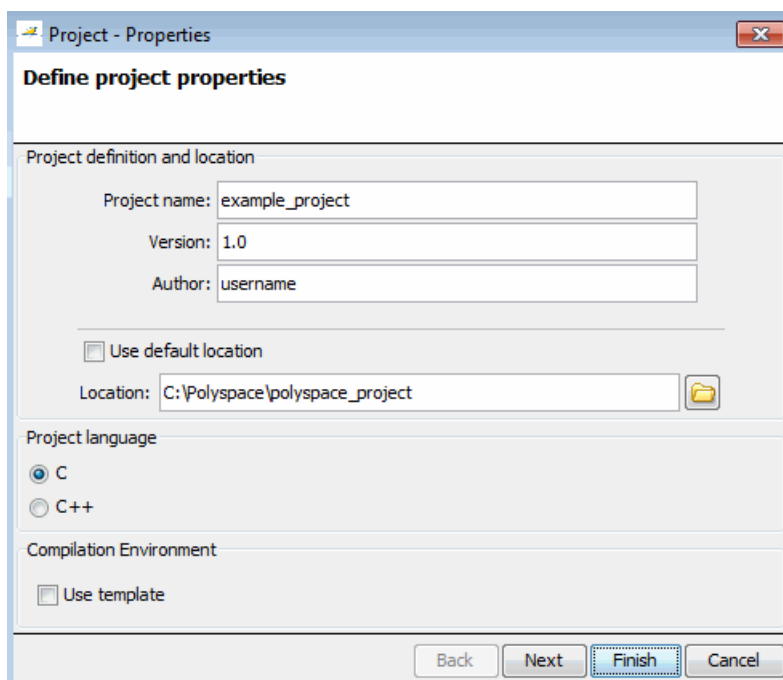 Project - Properties
Define project properties
Project definition and location
Project name: example_project
Version: 1.0
Author: username
Use default location
Location: C:\Polyspace\polyspace_project
Project language
C
C++
Compilation Environment
Use template
Back Next Finish Cancel